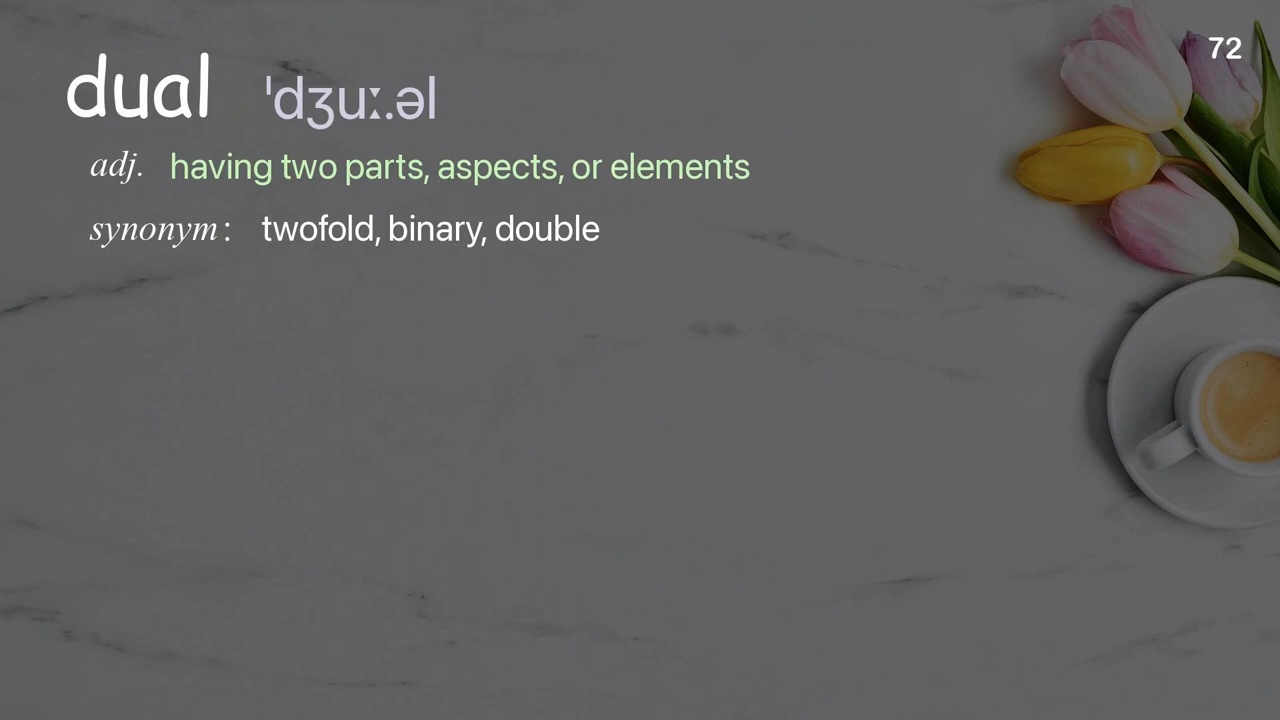 72
dual ˈdʒuː.əl
adj. having two parts, aspects, or elements
synonym: twofold, binary, double